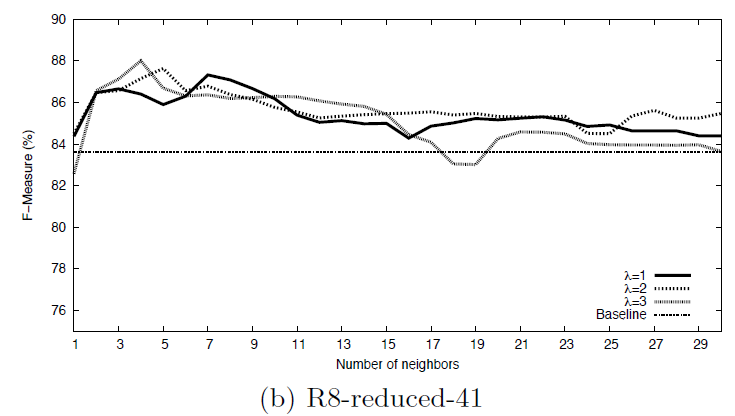 90
88
86
84
82
80
78
76
F-Measure (%)
λ=1
λ=2
λ=3
Baseline
1 3 5 7 9 11 13 15 17 19 21 23 25 27 29
Number of neighbors
(b) R8-reduced-41